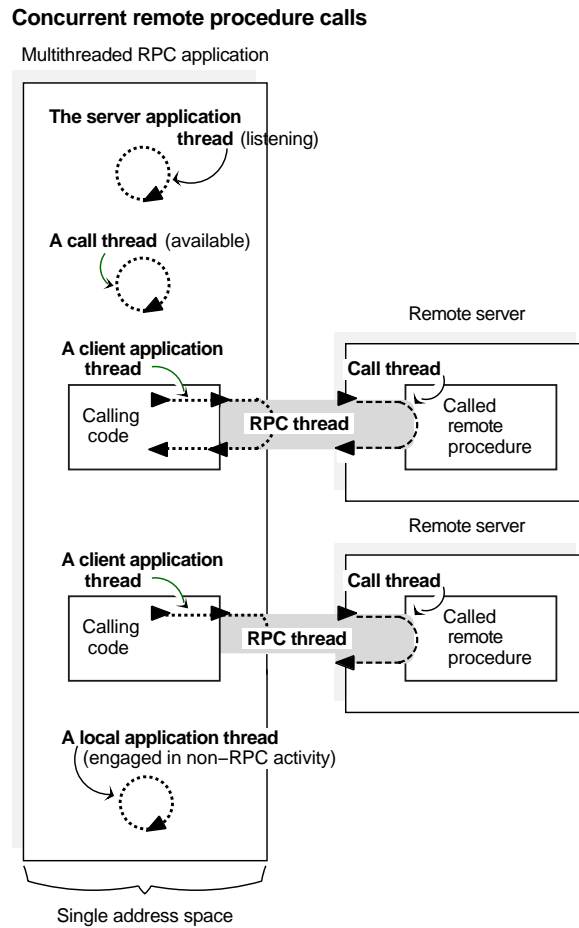 Concurrent remote procedure calls
Multithreaded RPC application
The server application
thread (listening)
A call thread (available)
Remote server
A client application
thread
Call thread
Calling
code
RPC thread
Called
remote
procedure
Remote server
A client application
thread
Call thread
Calling
code
RPC thread
Called
remote
procedure
A local application thread
(engaged in non−RPC activity)
Single address space